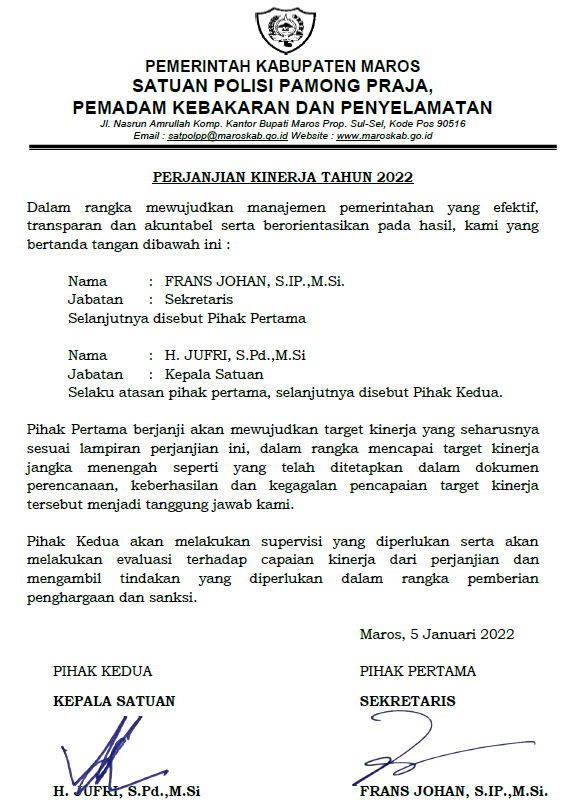 PEMERINTAH KABUPATEN MAROS
SATUAN POLISI PAMONG PRAJA,
PEMADAM KEBAKARAN DAN PENYELAMATAN
Jl. Nasrun Amrullah Komp. Kantor Bupati Maros Prop. Sul-Sel, Kode Pos 90516
Email : satpolpp@maroskab.go.id Website : www.maroskab.go.id
PERJANJIAN KINERJA TAHUN 2022
Dalam rangka mewujudkan manajemen pemerintahan yang efektif,
transparan dan akuntabel serta berorientasikan pada hasil, kami yang
bertanda tangan dibawah ini :
Nama : FRANS JOHAN, S.IP.,M.Si.
Jabatan : Sekretaris
Selanjutnya disebut Pihak Pertama
Nama : H. JUFRI, S.Pd.,M.Si
Jabatan : Kepala Satuan
Selaku atasan pihak pertama, selanjutnya disebut Pihak Kedua.
Pihak Pertama berjanji akan mewujudkan target kinerja yang seharusnya
sesuai lampiran perjanjian ini, dalam rangka mencapai target kinerja
jangka menengah seperti yang telah ditetapkan dalam dokumen
perencanaan, keberhasilan dan kegagalan pencapaian target kinerja
tersebut menjadi tanggung jawab kami.
Pihak Kedua akan melakukan supervisi yang diperlukan serta akan
melakukan evaluasi terhadap capaian kinerja dari perjanjian dan
mengambil tindakan yang diperlukan dalam rangka pemberian
penghargaan dan sanksi.
Maros, 5 Januari 2022
PIHAK KEDUA PIHAK PERTAMA
KEPALA SATUAN SEKRETARIS
H. JUFRI, S.Pd.,M.Si FRANS JOHAN, S.IP.,M.Si.